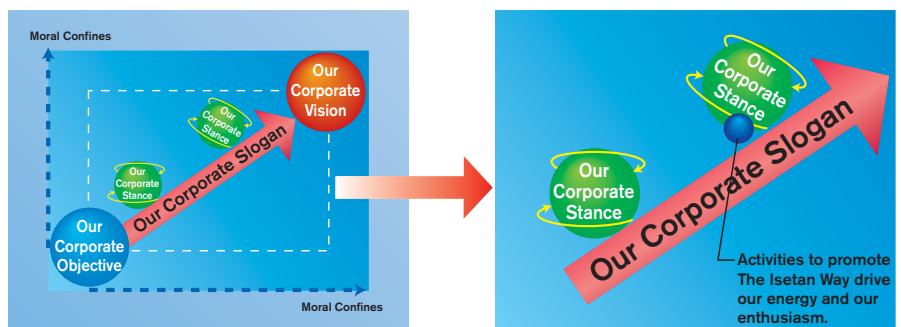 Moral Confines
Our
Corporate
Vision
Our
Corporate
Stance
Our
Corporate
Stance
Our Corporate Slogan
Our
Corporate
Objective
Moral Confines
Our
Corporate
Stance
Our
Corporate
Stance
Our Corporate Slogan
Activities to promote
The Isetan Way drive
our energy and our
enthusiasm.